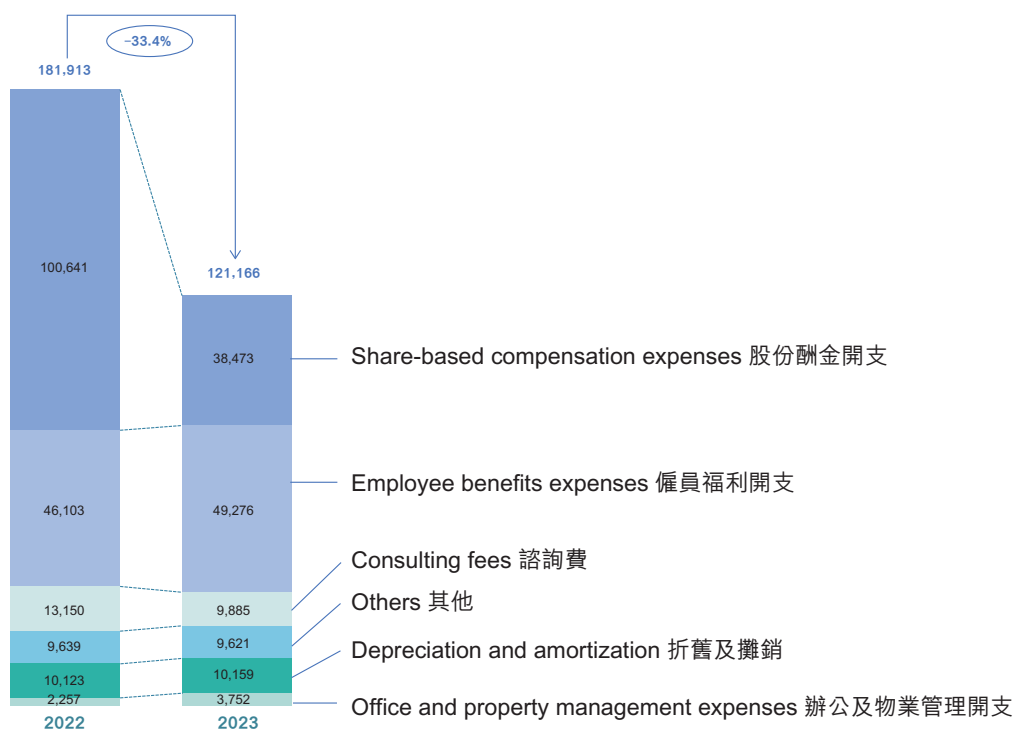 −33.4%
181,913
121,166
100,641
38,473
Share-based compensation expenses 股份酬金開支
46,103
49,276
Employee benefits expenses 僱員福利開支
13,150
9,885
Consulting fees 諮詢費
9,639
9,621
Others 其他
10,123
10,159
Depreciation and amortization 折舊及攤銷
2,257
3,752
Office and property management expenses 辦公及物業管理開支
2022
2023